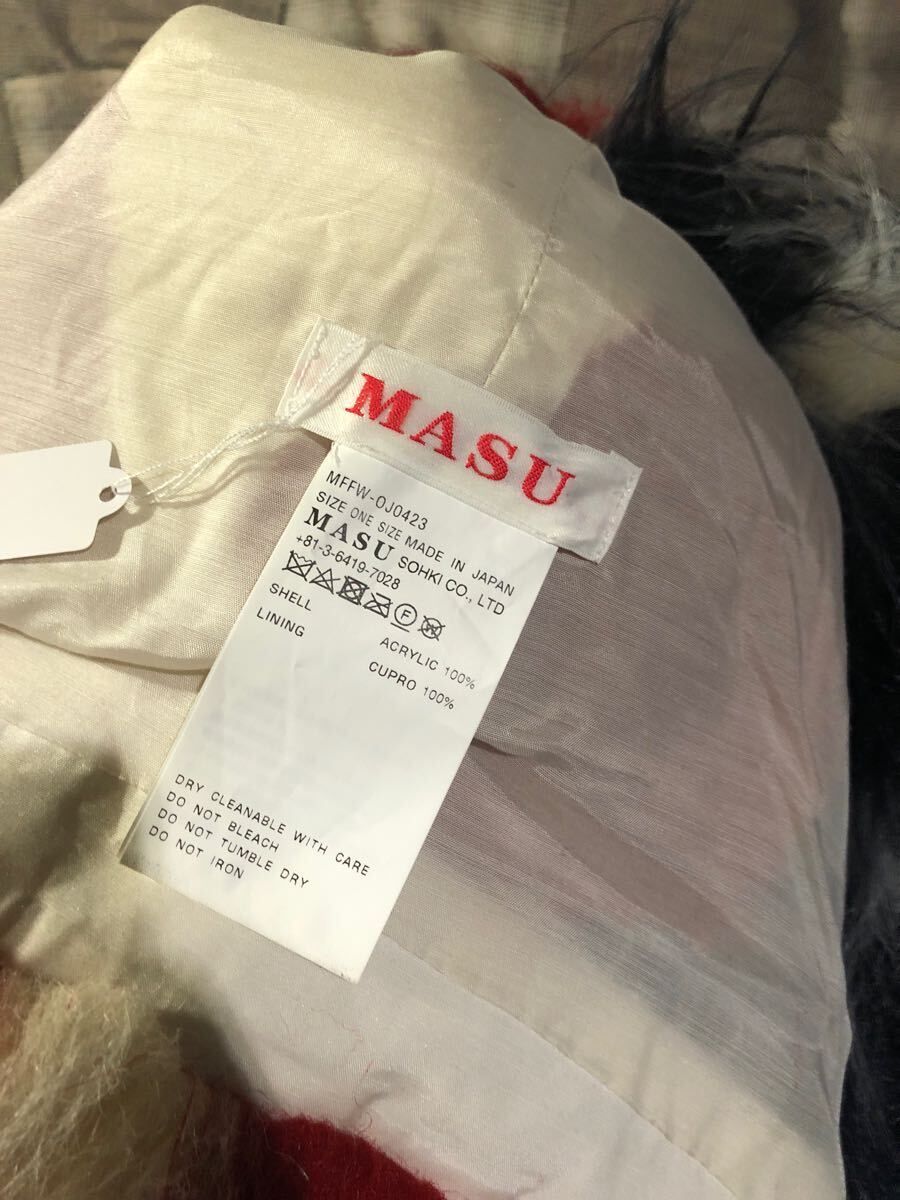 MASU
MFFW-OJ0423
SIZE ONE SIZE MADE IN JAPAN
MASU SOHKI CO., LTD
+81-3-6419-7028
F
SHELL ACRYLIC 100%
LINING CUPRO 100%
DRY CLEANABLE WITH CARE
DO NOT BLEACH
DO NOT TUMBLE DRY
DO NOT IRON